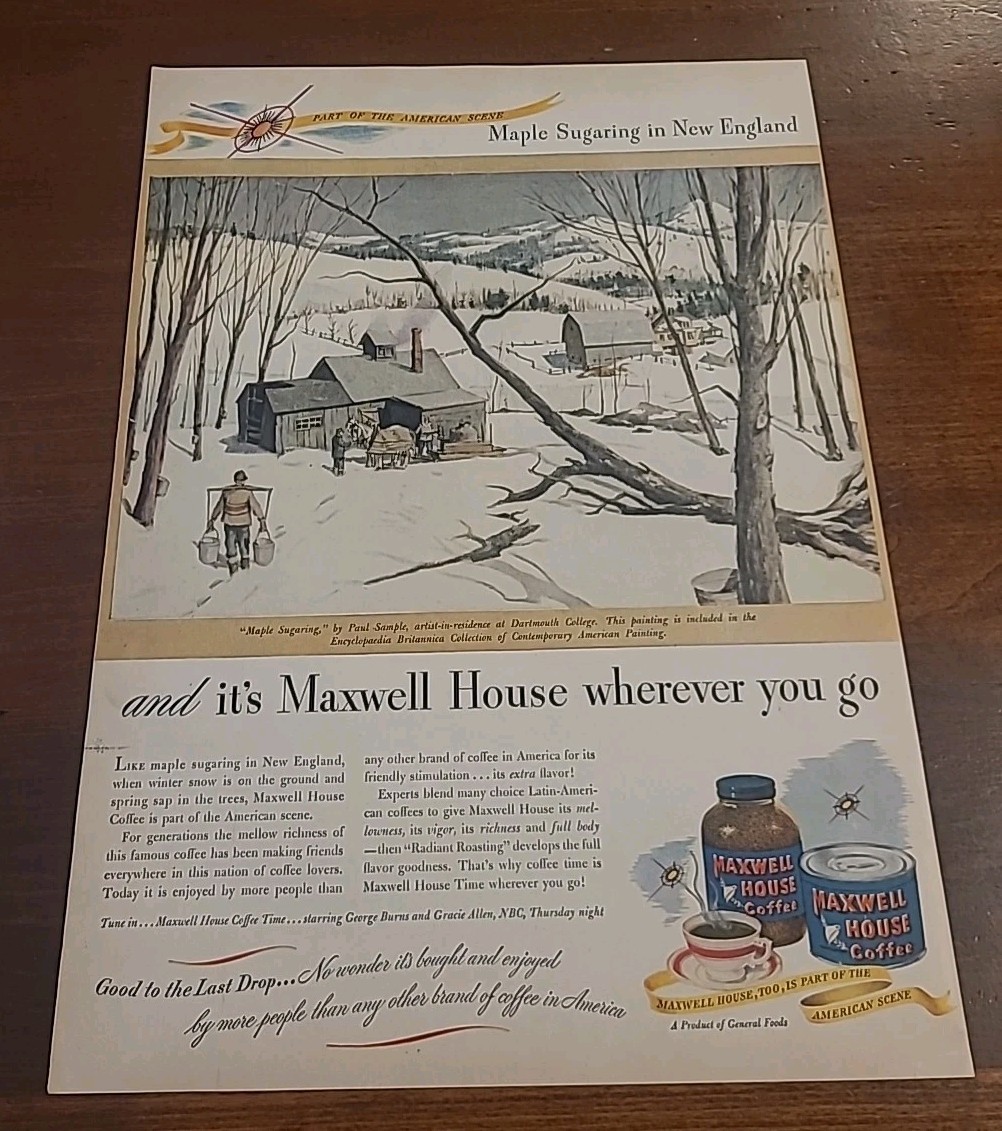 PART OF THE AMERICAN SCENE
Maple Sugaring in New England
"Maple Sugaring," by Paul Sample, artist-in-residence at Dartmouth College. This painting is included in the
Encyclopaedia Britannica Collection of Contemporary American Painting.
and it's Maxwell House wherever you go
LIKE maple sugaring in New England,
when winter snow is on the ground and
spring sap in the trees, Maxwell House
Coffee is part of the American scene.
For generations the mellow richness of
this famous coffee has been making friends
everywhere in this nation of coffee lovers.
Today it is enjoyed by more people than
any other brand of coffee in America for its
friendly stimulation...its extra flavor!
Experts blend many choice Latin-Ameri-
can coffees to give Maxwell House its mel-
lowness, its vigor, its richness and full body
—then "Radiant Roasting" develops the full
flavor goodness. That's why coffee time is
Maxwell House Time wherever you go!
Tune in...Maxwell House Coffee Time...starring George Burns and Gracie Allen, NBC, Thursday night
Good to the Last Drop...No wonder it's bought and enjoyed
by more people than any other brand of coffee in America
MAXWELL
HOUSE
Coffee
MAXWELL
HOUSE
Coffee
MAXWELL HOUSE, TOO, IS PART OF THE
AMERICAN SCENE
A Product of General Foods